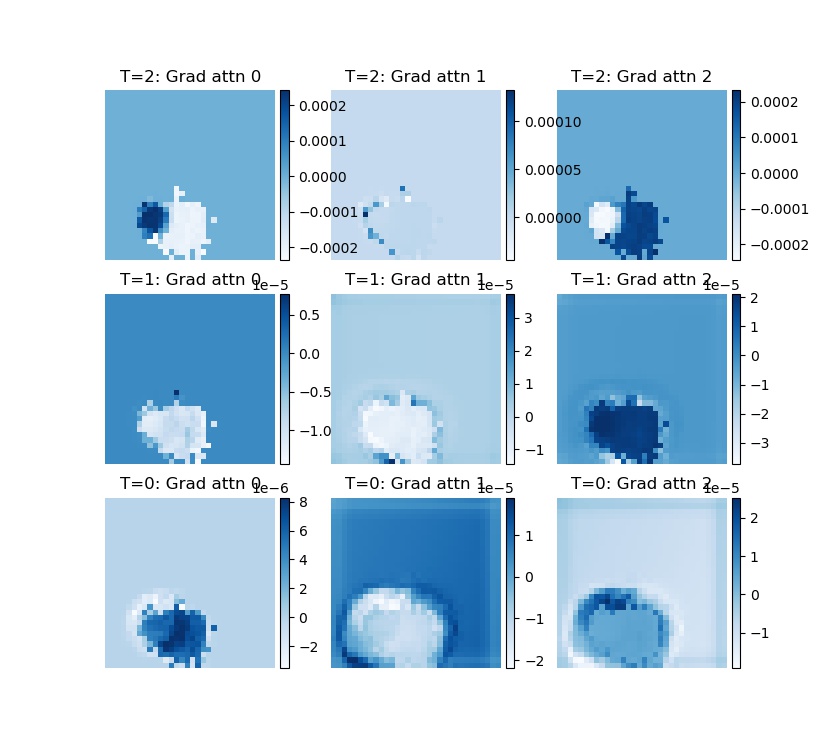 T=2: Grad attn 0
0.0002
0.0001
0.0000
−0.0001
−0.0002
T=2: Grad attn 1
0.00010
0.00005
0.00000
T=2: Grad attn 2
0.0002
0.0001
0.0000
−0.0001
−0.0002
T=1: Grad attn 0
1e−5
0.5
0.0
−0.5
−1.0
T=1: Grad attn 1
1e−5
3
2
1
0
−1
T=1: Grad attn 2
1e−5
2
1
0
−1
−2
−3
T=0: Grad attn 0
1e−6
8
6
4
2
0
−2
T=0: Grad attn 1
1e−5
1
0
−1
−2
T=0: Grad attn 2
1e−5
2
1
0
−1